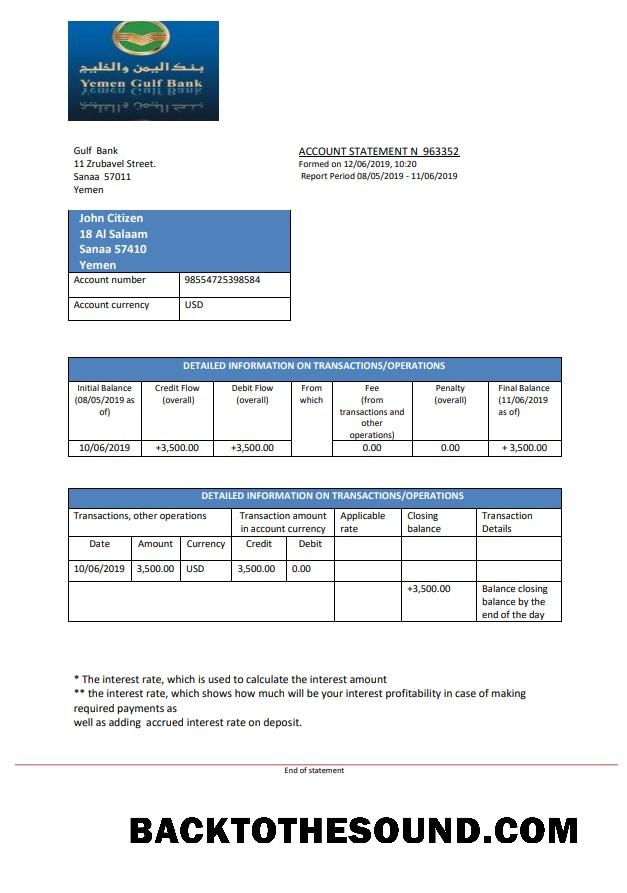 بنك اليمن والخليج
Yemen Gulf Bank
Gulf Bank
11 Zrubavel Street.
Sanaa 57011
Yemen
ACCOUNT STATEMENT N 963352
Formed on 12/06/2019, 10:20
Report Period 08/05/2019 - 11/06/2019
John Citizen
18 Al Salaam
Sanaa 57410
Yemen
Account number 98554725398584
Account currency USD
DETAILED INFORMATION ON TRANSACTIONS/OPERATIONS
Initial Balance (08/05/2019 as of) Credit Flow (overall) Debit Flow (overall) From which Fee (from transactions and other operations) Penalty (overall) Final Balance (11/06/2019 as of)
10/06/2019 +3,500.00 +3,500.00 0.00 0.00 + 3,500.00
DETAILED INFORMATION ON TRANSACTIONS/OPERATIONS
Transactions, other operations Transaction amount in account currency Applicable rate Closing balance Transaction Details
Date Amount Currency Credit Debit
10/06/2019 3,500.00 USD 3,500.00 0.00
+3,500.00 Balance closing balance by the end of the day
* The interest rate, which is used to calculate the interest amount
** the interest rate, which shows how much will be your interest profitability in case of making
required payments as
well as adding accrued interest rate on deposit.
End of statement
BACKTOTHESOUND.COM